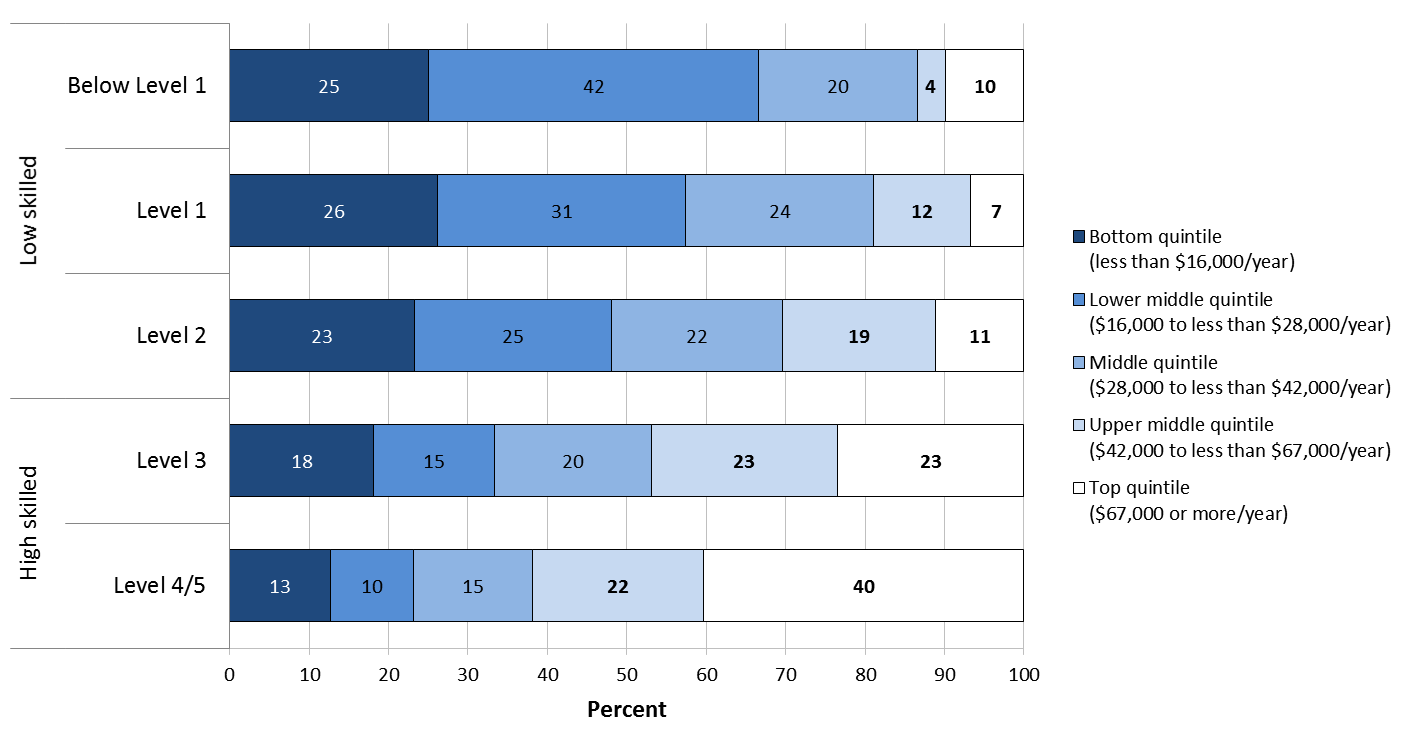 Low skilled
Below Level 1
25 42 20 4 10
Level 1
26 31 24 12 7
Level 2
23 25 22 19 11
High skilled
Level 3
18 15 20 23 23
Level 4/5
13 10 15 22 40
0 10 20 30 40 50 60 70 80 90 100
Percent
Bottom quintile
(less than $16,000/year)
Lower middle quintile
($16,000 to less than $28,000/year)
Middle quintile
($28,000 to less than $42,000/year)
Upper middle quintile
($42,000 to less than $67,000/year)
Top quintile
($67,000 or more/year)